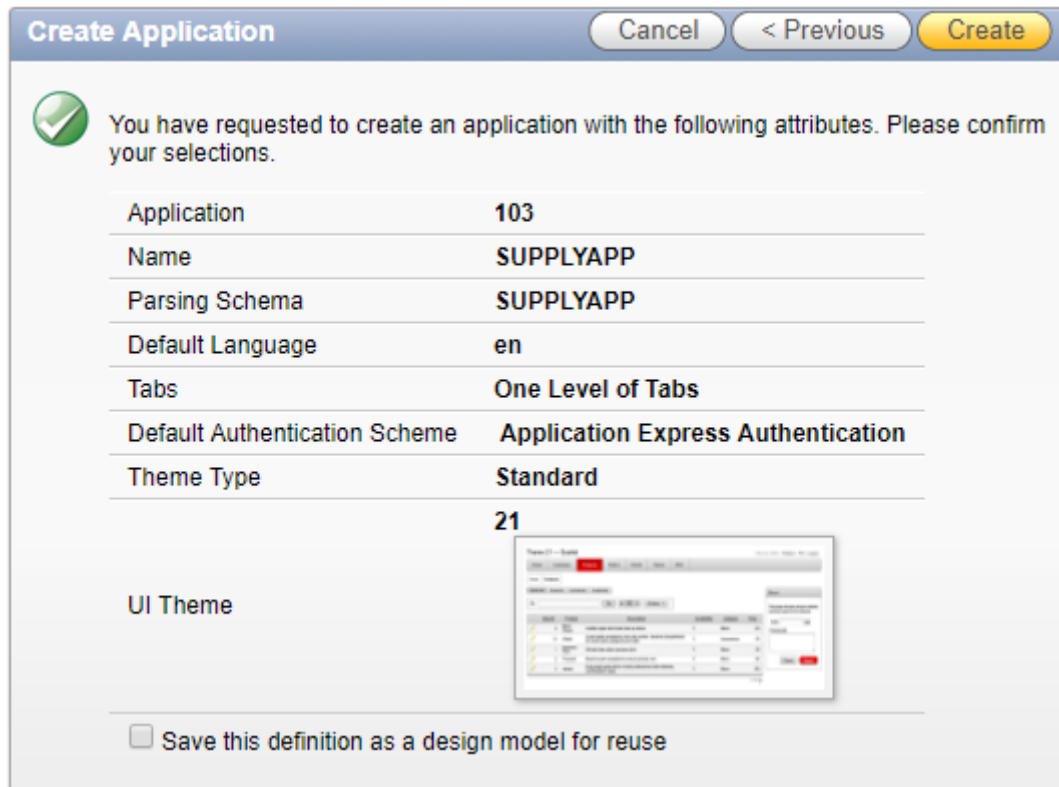 Create Application
Cancel
< Previous
Create
You have requested to create an application with the following attributes. Please confirm
your selections.
Application 103
Name SUPPLYAPP
Parsing Schema SUPPLYAPP
Default Language en
Tabs One Level of Tabs
Default Authentication Scheme Application Express Authentication
Theme Type Standard
UI Theme 21
Save this definition as a design model for reuse